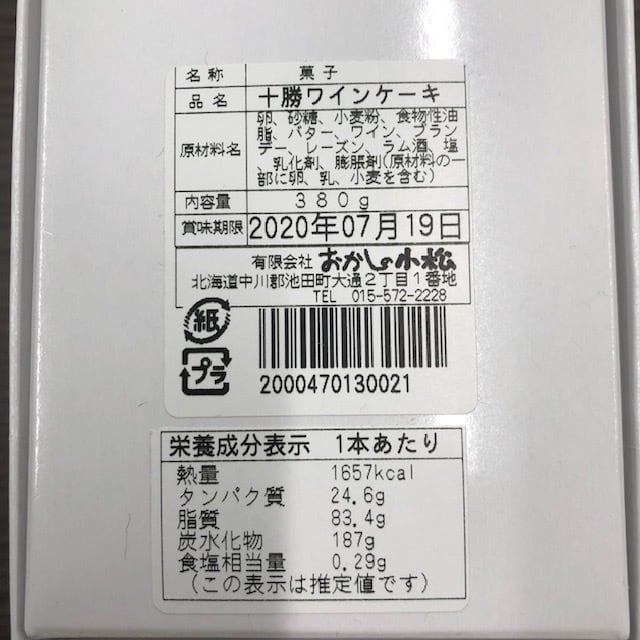 名称 菓子
品名 十勝ワインケーキ
原材料名 卵、砂糖、小麦粉、食物性油
脂、バター、ワイン、ブラン
デー、レーズン、ラム酒、塩
、乳化剤、膨脹剤(原材料の一
部に卵、乳、小麦を含む)
内容量 380g
賞味期限 2020年07月19日
有限会社 おかしの小松
北海道中川郡池田町大通2丁目1番地
TEL 015-572-2228
紙
プラ
2000470130021
栄養成分表示 1本あたり
熱量 1657kcal
タンパク質 24.6g
脂質 83.4g
炭水化物 187g
食塩相当量 0.29g
(この表示は推定値です)